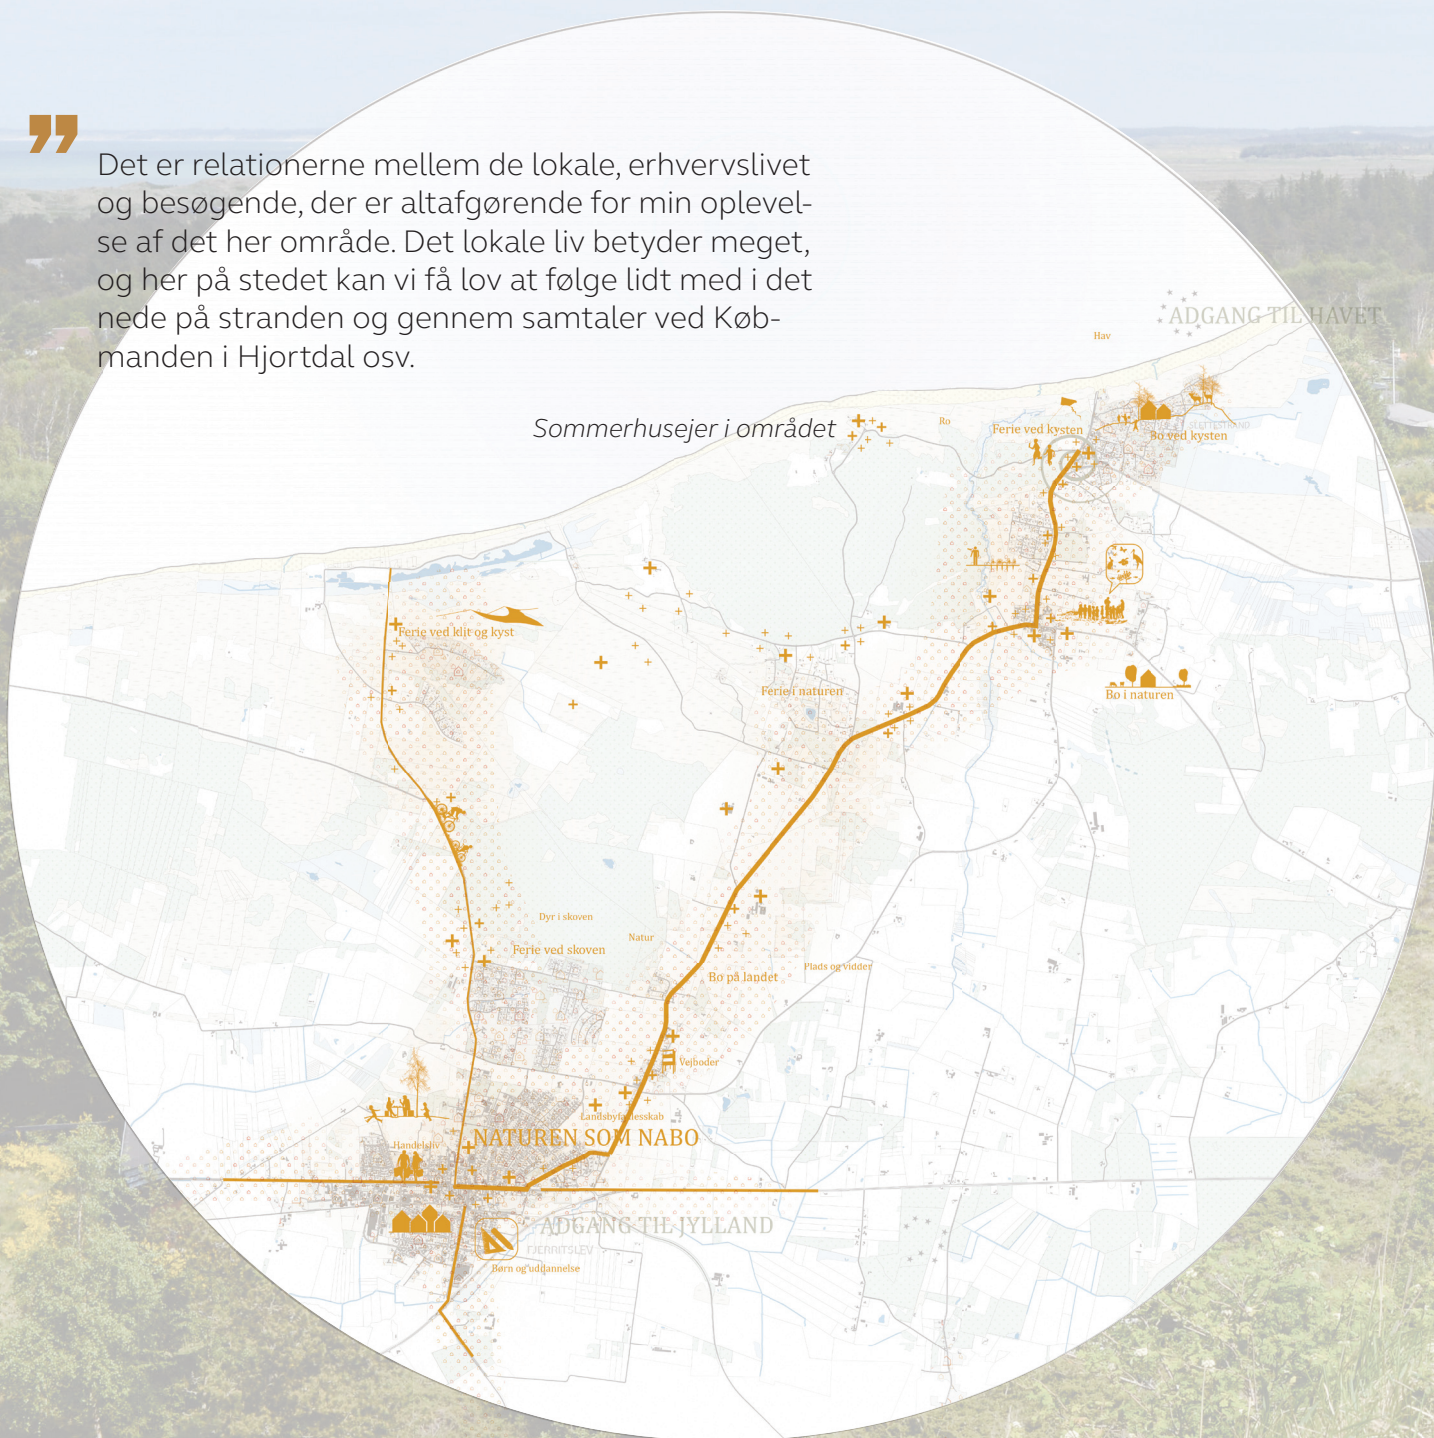 ”
Det er relationerne mellem de lokale, erhvervslivet
og besøgende, der er altafgørende for min oplevel-
se af det her område. Det lokale liv betyder meget,
og her på stedet kan vi få lov at følge lidt med i det
nede på stranden og gennem samtaler ved Køb-
manden i Hjortdal osv.
Sommerhusejer i området
ADGANG TIL HAVET
Hav
Ro
Ferie ved kysten
SLETTESTRAND
Bo ved kysten
Ferie ved klit og kyst
Ferie i naturen
Bo i naturen
Dyr i skoven
Natur
Ferie ved skoven
Plads og vidder
Bo på landet
Vejboder
Landsbyfællesskab
NATUREN SOM NABO
Handelsliv
ADGANG TIL JYLLAND
FJERRITSLEV
Børn og uddannelse